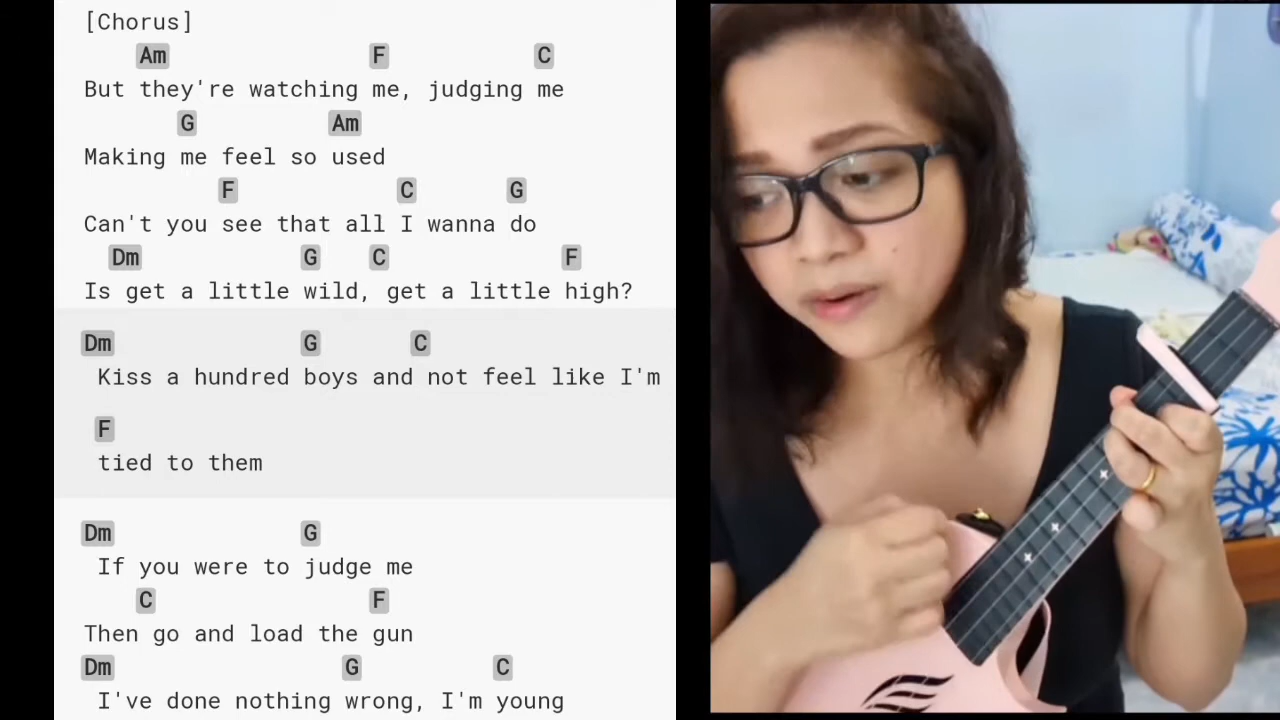 [Chorus]
Am F C
But they're watching me, judging me
G Am
Making me feel so used
F C G
Can't you see that all I wanna do
Dm G C F
Is get a little wild, get a little high?
Dm G C
Kiss a hundred boys and not feel like I'm
F
tied to them
Dm G
If you were to judge me
C F
Then go and load the gun
Dm G C
I've done nothing wrong, I'm young